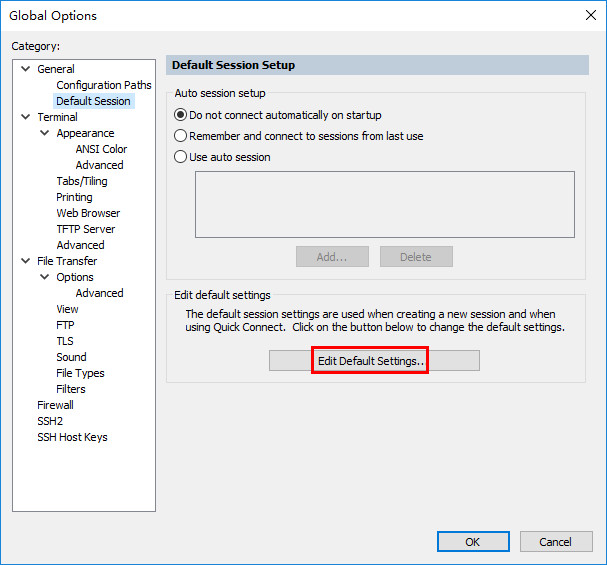 Global Options
Category:
General
Configuration Paths
Default Session
Terminal
Appearance
ANSI Color
Advanced
Tabs/Tiling
Printing
Web Browser
TFTP Server
Advanced
File Transfer
Options
Advanced
View
FTP
TLS
Sound
File Types
Filters
Firewall
SSH2
SSH Host Keys
Default Session Setup
Auto session setup
Do not connect automatically on startup
Remember and connect to sessions from last use
Use auto session
Add...
Delete
Edit default settings
The default session settings are used when creating a new session and when
using Quick Connect.  Click on the button below to change the default settings.
Edit Default Settings..
OK
Cancel